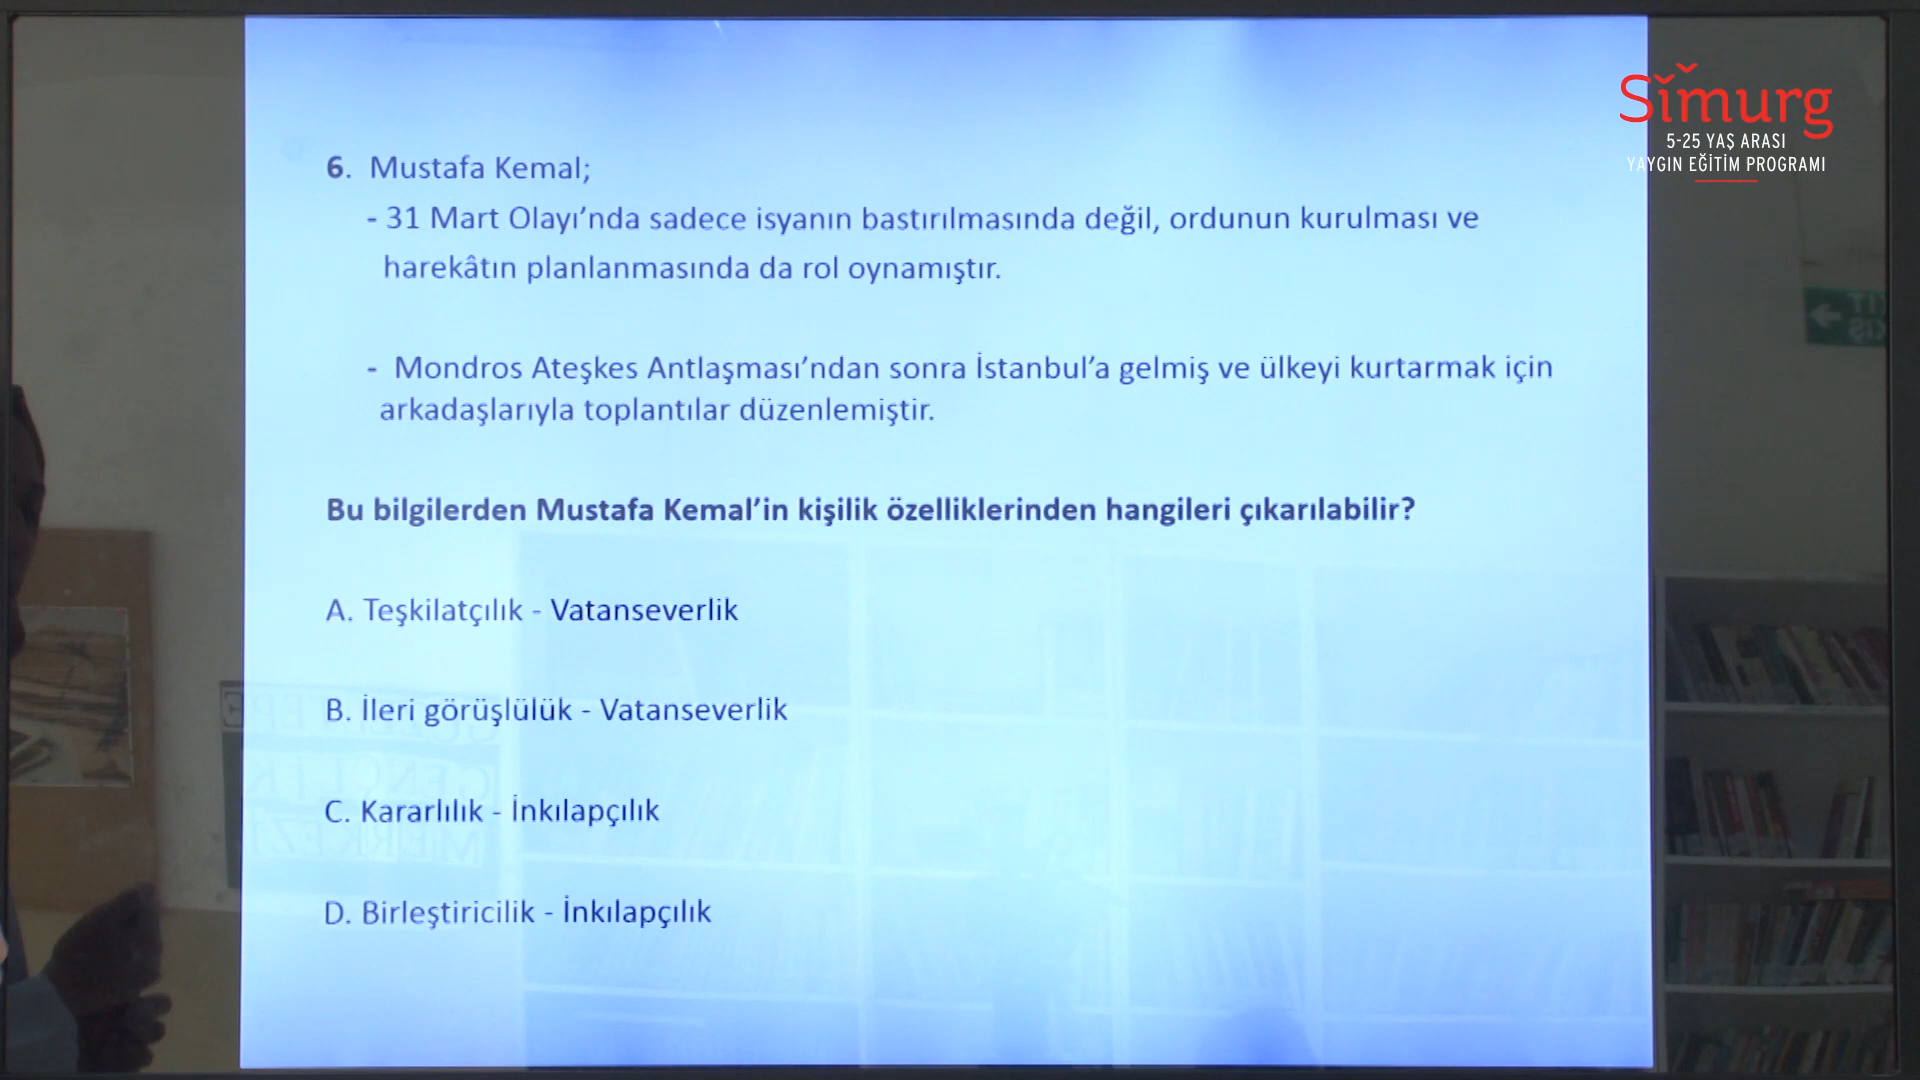 Simurg
5-25 YAŞ ARASI
YAYGIN EĞİTİM PROGRAMI
6. Mustafa Kemal;
- 31 Mart Olayı’nda sadece isyanın bastırılmasında değil, ordunun kurulması ve
harekâtın planlanmasında da rol oynamıştır.
- Mondros Ateşkes Antlaşması’ndan sonra İstanbul’a gelmiş ve ülkeyi kurtarmak için
arkadaşlarıyla toplantılar düzenlemiştir.
Bu bilgilerden Mustafa Kemal’in kişilik özelliklerinden hangileri çıkarılabilir?
A. Teşkilatçılık - Vatanseverlik
B. İleri görüşlülük - Vatanseverlik
C. Kararlılık - İnkılapçılık
D. Birleştiricilik - İnkılapçılık
GENÇLİK
MERKEZİ